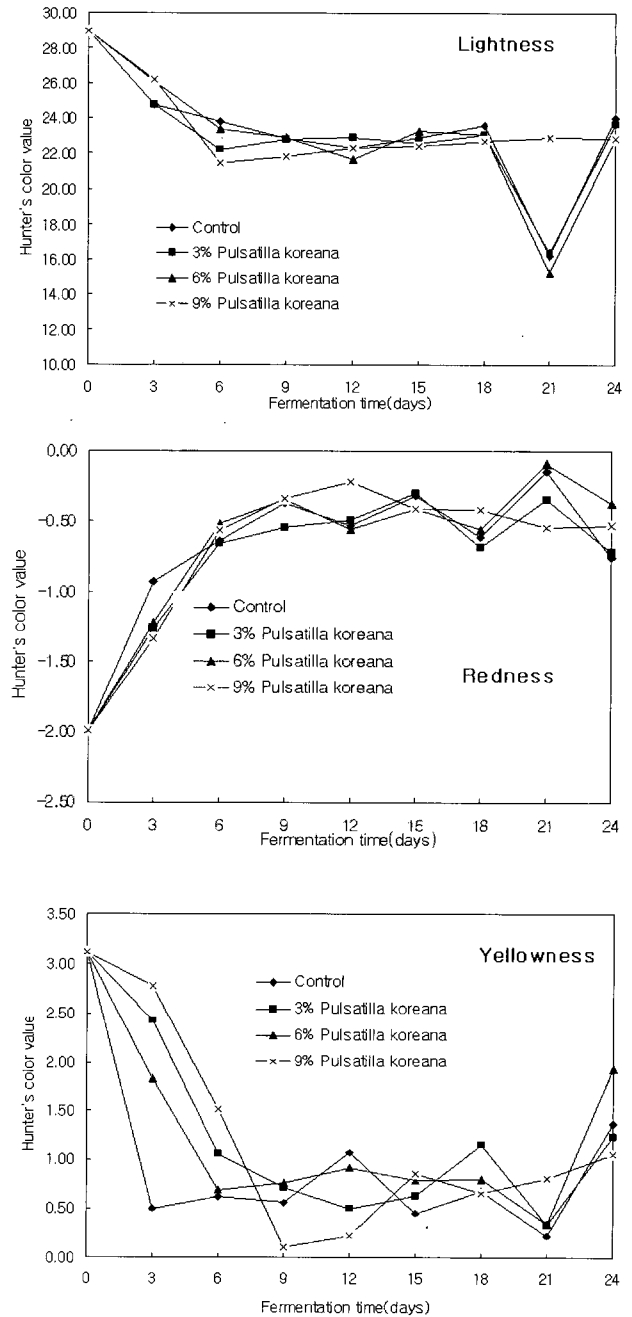 30.00
Lightness
28.00
26.00
24.00
22.00
20.00
18.00
16.00
14.00
12.00
10.00
Hunter's color value
Control
3% Pulsatilla koreana
6% Pulsatilla koreana
9% Pulsatilla koreana
0 3 6 9 12 15 18 21 24
Fermentation time(days)
0.00
-0.50
-1.00
-1.50
-2.00
-2.50
Hunter's color value
Control
3% Pulsatilla koreana
6% Pulsatilla koreana
9% Pulsatilla koreana
Redness
0 3 6 9 12 15 18 21 24
Fermentation time(days)
3.50
3.00
2.50
2.00
1.50
1.00
0.50
0.00
Hunter's color value
Yellowness
Control
3% Pulsatilla koreana
6% Pulsatilla koreana
9% Pulsatilla koreana
0 3 6 9 12 15 18 21 24
Fermentation time(days)